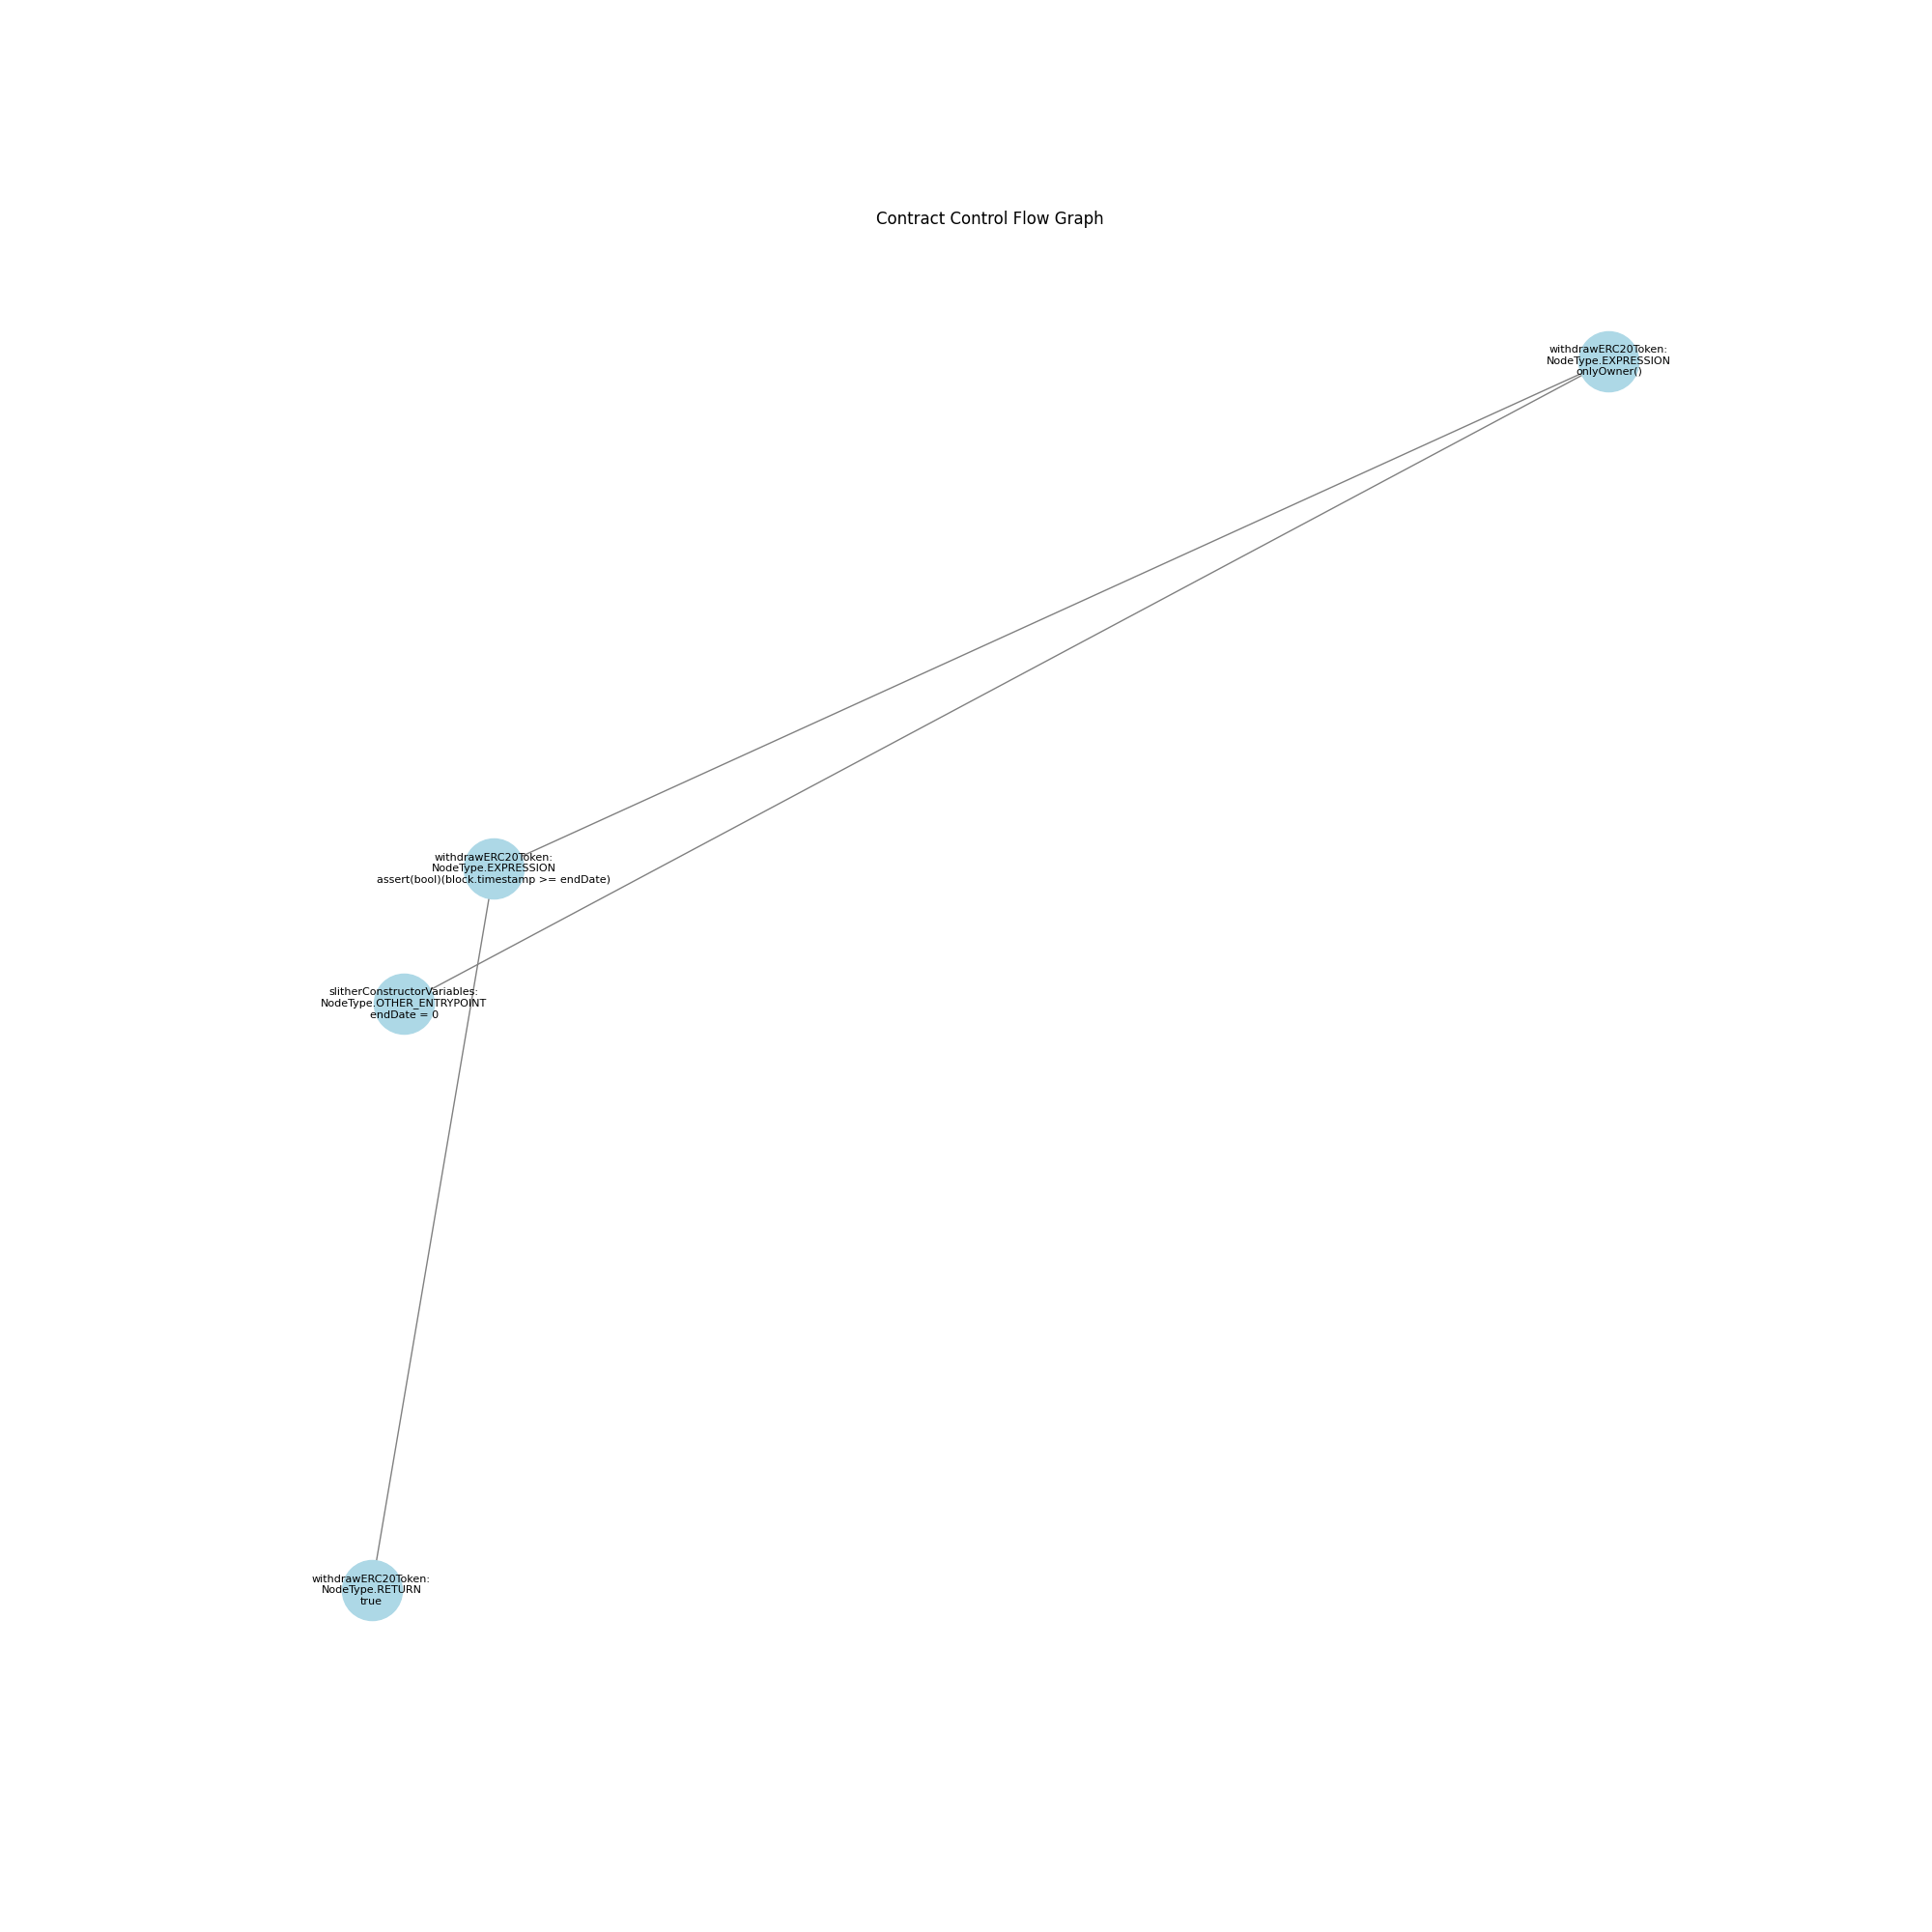 Contract Control Flow Graph
withdrawERC20Token:
NodeType.EXPRESSION
onlyOwner()
withdrawERC20Token:
NodeType.EXPRESSION
assert(bool)(block.timestamp >= endDate)
slitherConstructorVariables:
NodeType.OTHER_ENTRYPOINT
endDate = 0
withdrawERC20Token:
NodeType.RETURN
true